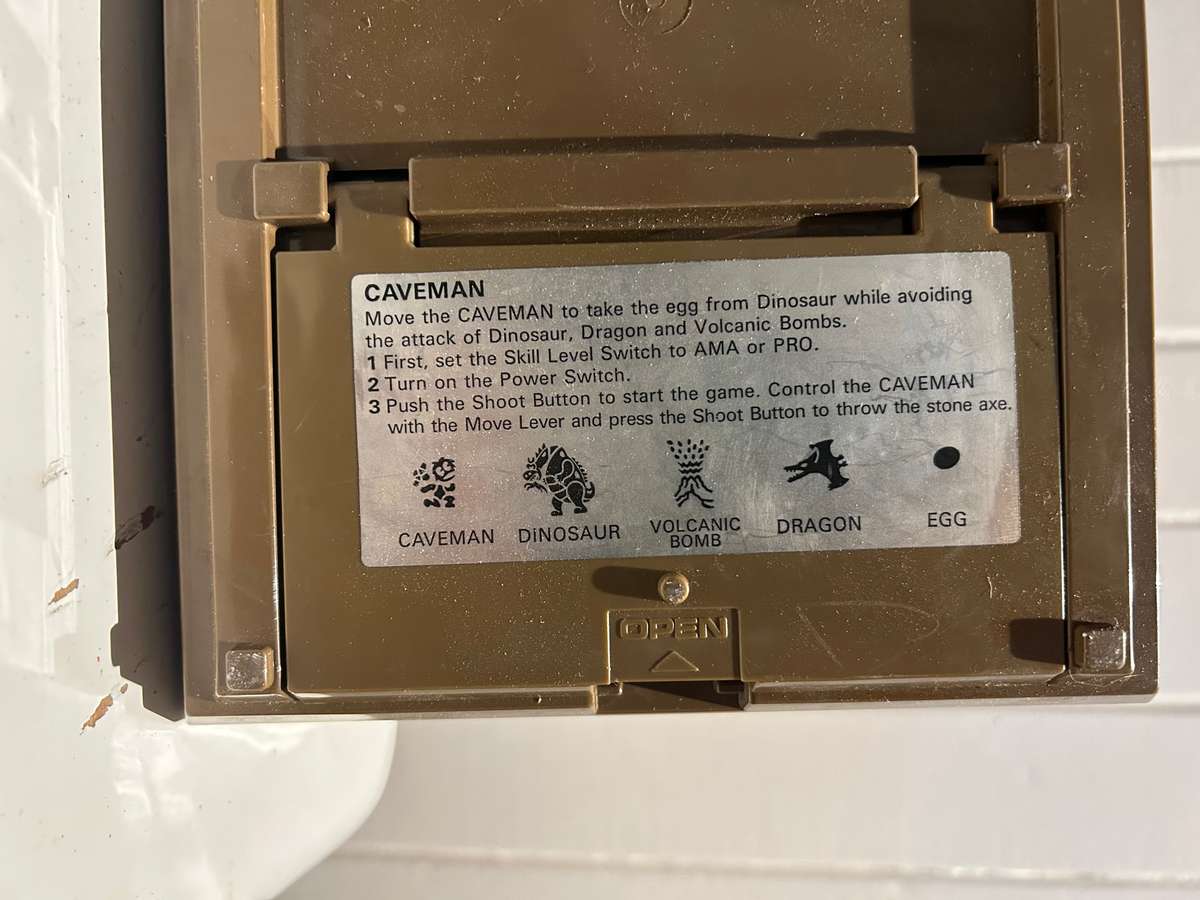 CAVEMAN
Move the CAVEMAN to take the egg from Dinosaur while avoiding
the attack of Dinosaur, Dragon and Volcanic Bombs.
1 First, set the Skill Level Switch to AMA or PRO.
2 Turn on the Power Switch.
3 Push the Shoot Button to start the game. Control the CAVEMAN
with the Move Lever and press the Shoot Button to throw the stone axe.
CAVEMAN DiNOSAUR VOLCANIC BOMB DRAGON EGG
OPEN